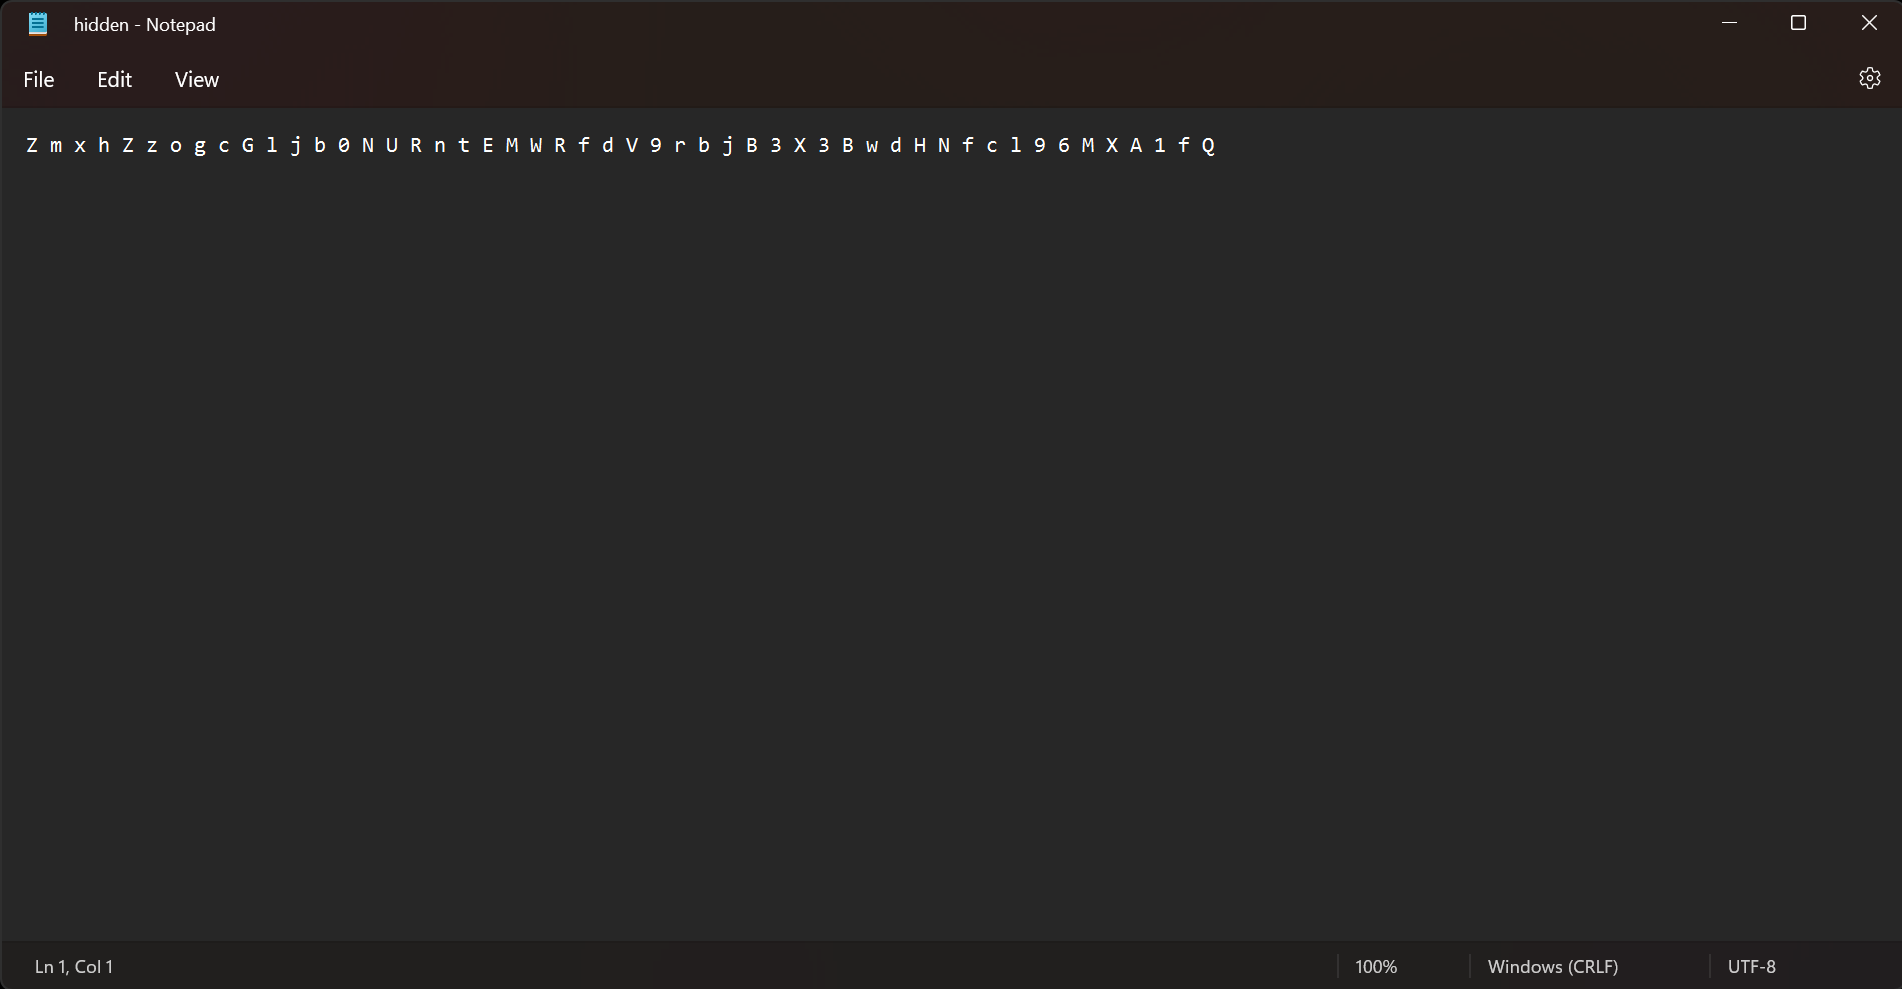 hidden - Notepad
File Edit View
Z m x h Z z o g c G l j b 0 N U R n t E M W R f d V 9 r b j B 3 X 3 B w d H N f c l 9 6 M X A 1 f Q
Ln 1, Col 1 100% Windows (CRLF) UTF-8